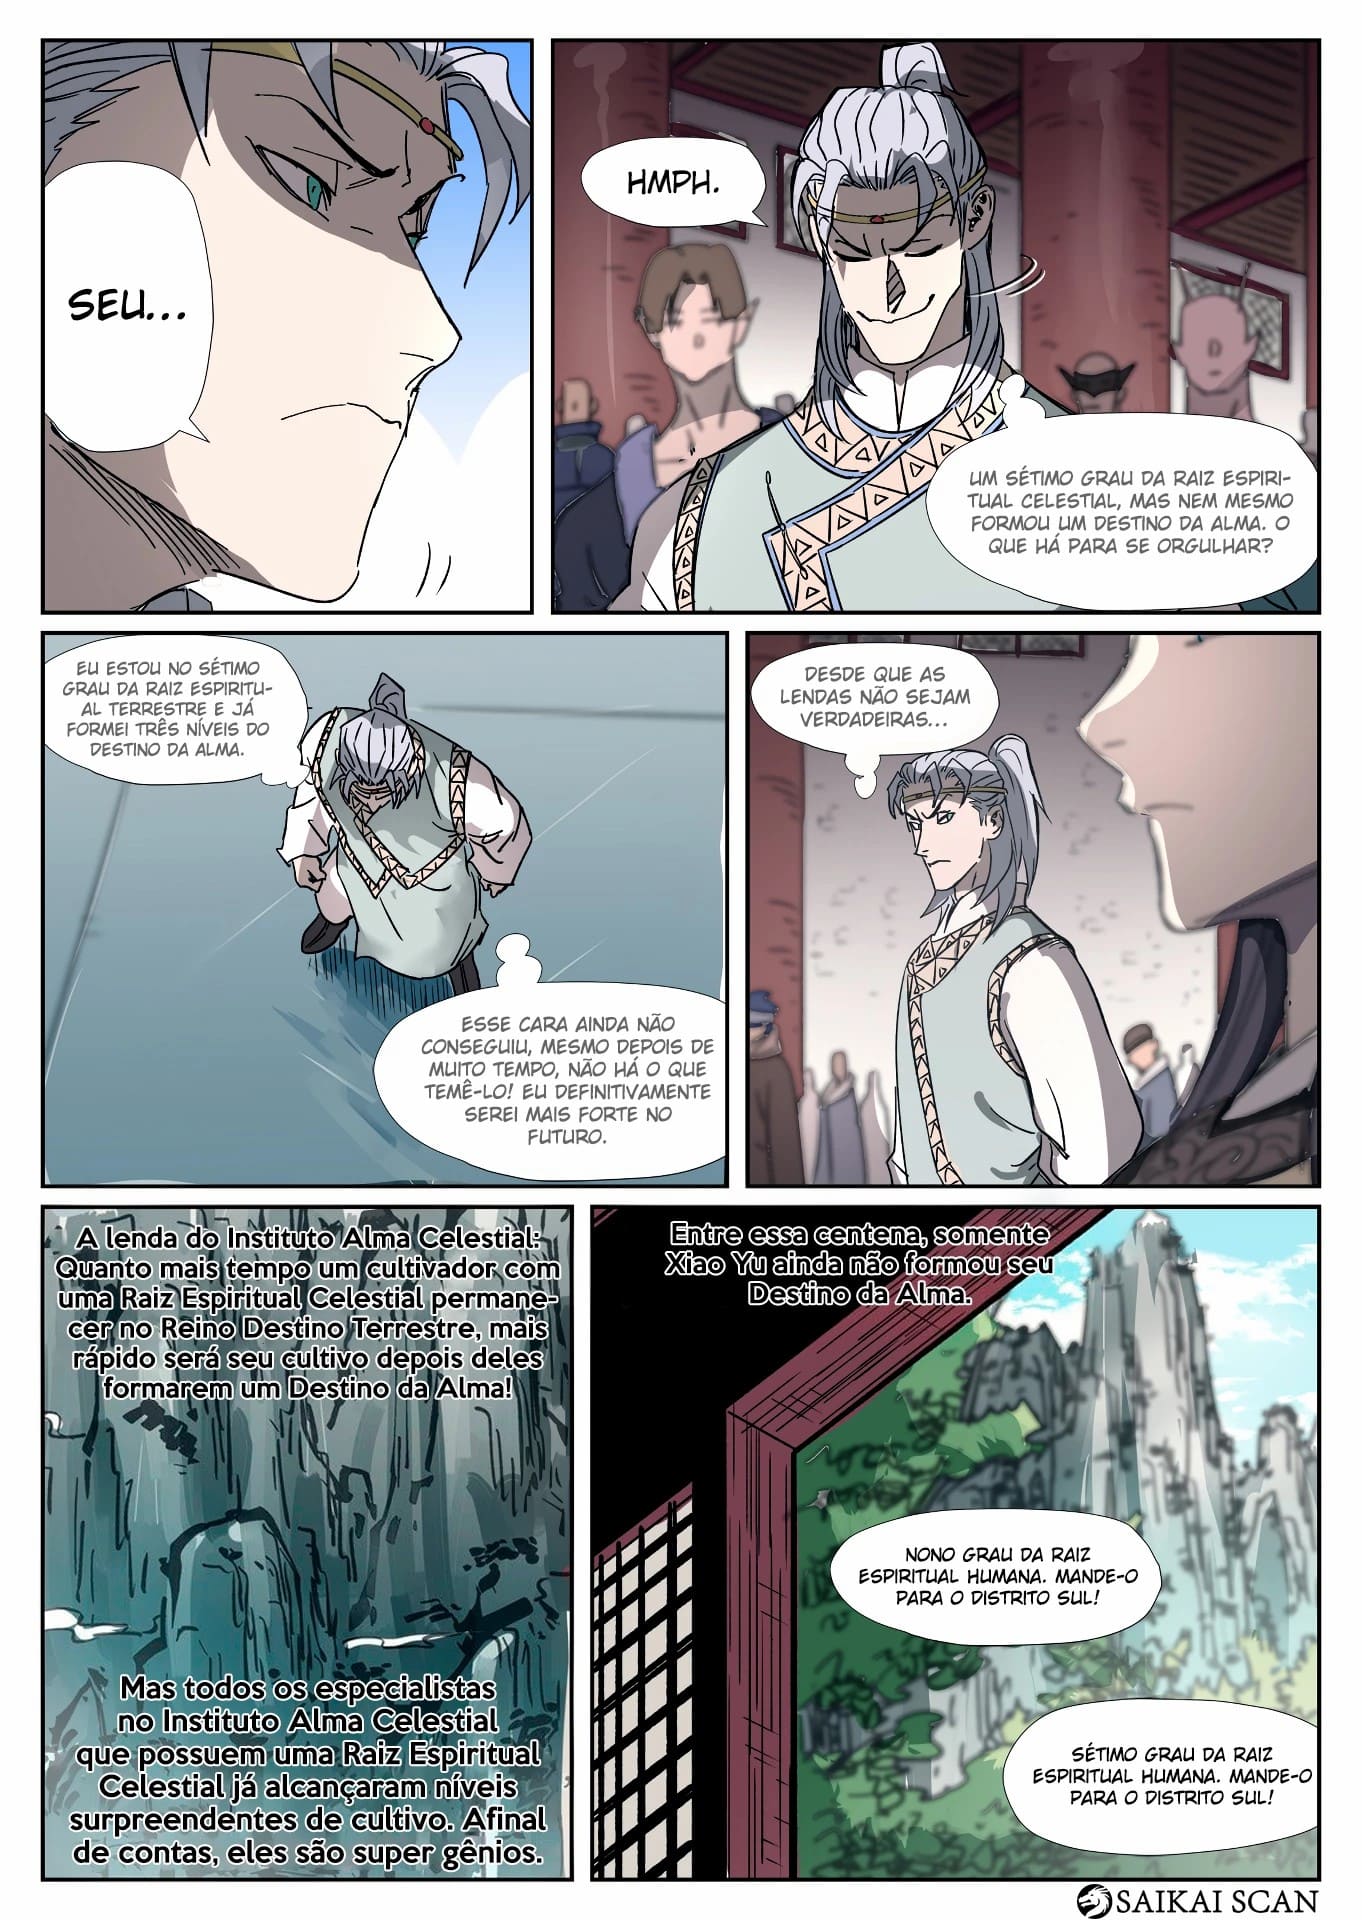 SEU...
HMPH.
UM SÉTIMO GRAU DA RAIZ ESPIRI-
TUAL CELESTIAL, MAS NEM MESMO
FORMOU UM DESTINO DA ALMA. O
QUE HÁ PARA SE ORGULHAR?
EU ESTOU NO SÉTIMO
GRAU DA RAIZ ESPIRITU-
AL TERRESTRE E JÁ
FORMEI TRÊS NÍVEIS DO
DESTINO DA ALMA.
ESSE CARA AINDA NÃO
CONSEGUIU, MESMO DEPOIS DE
MUITO TEMPO, NÃO HÁ O QUE
TEMÊ-LO! EU DEFINITIVAMENTE
SEREI MAIS FORTE NO
FUTURO.
DESDE QUE AS
LENDAS NÃO SEJAM
VERDADEIRAS...
A lenda do Instituto Alma Celestial:
Quanto mais tempo um cultivador com
uma Raiz Espiritual Celestial permane-
cer no Reino Destino Terrestre, mais
rápido será seu cultivo depois deles
formarem um Destino da Alma!
Mas todos os especialistas
no Instituto Alma Celestial
que possuem uma Raiz Espiritual
Celestial já alcançaram níveis
surpreendentes de cultivo. Afinal
de contas, eles são super gênios.
Entre essa centena, somente
Xiao Yu ainda não formou seu
Destino da Alma.
NONO GRAU DA RAIZ
ESPIRITUAL HUMANA. MANDE-O
PARA O DISTRITO SUL!
SÉTIMO GRAU DA RAIZ
ESPIRITUAL HUMANA. MANDE-O
PARA O DISTRITO SUL!
SAIKAI SCAN